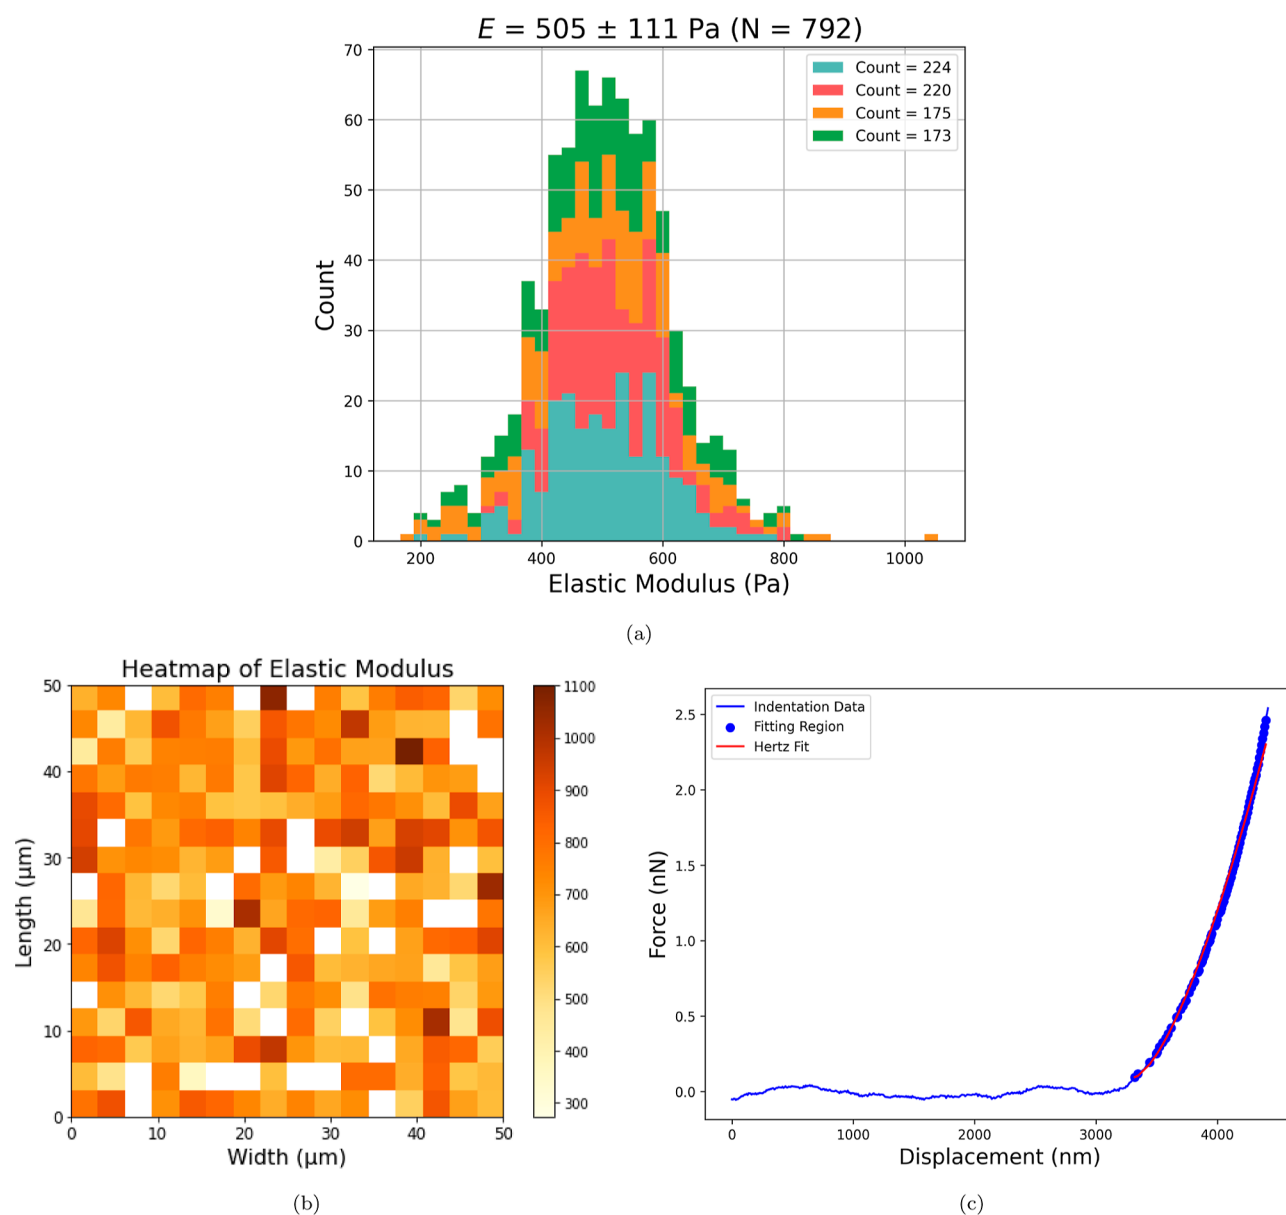 E = 505 ± 111 Pa (N = 792)
70
60
50
40
30
20
10
0
Count
Count = 224
Count = 220
Count = 175
Count = 173
200 400 600 800 1000
Elastic Modulus (Pa)
(a)
Heatmap of Elastic Modulus
50
40
30
20
10
0
Length (μm)
0 10 20 30 40 50
Width (μm)
1100
1000
900
800
700
600
500
400
300
(b)
Indentation Data
Fitting Region
Hertz Fit
2.5
2.0
1.5
1.0
0.5
0.0
Force (nN)
0 1000 2000 3000 4000
Displacement (nm)
(c)